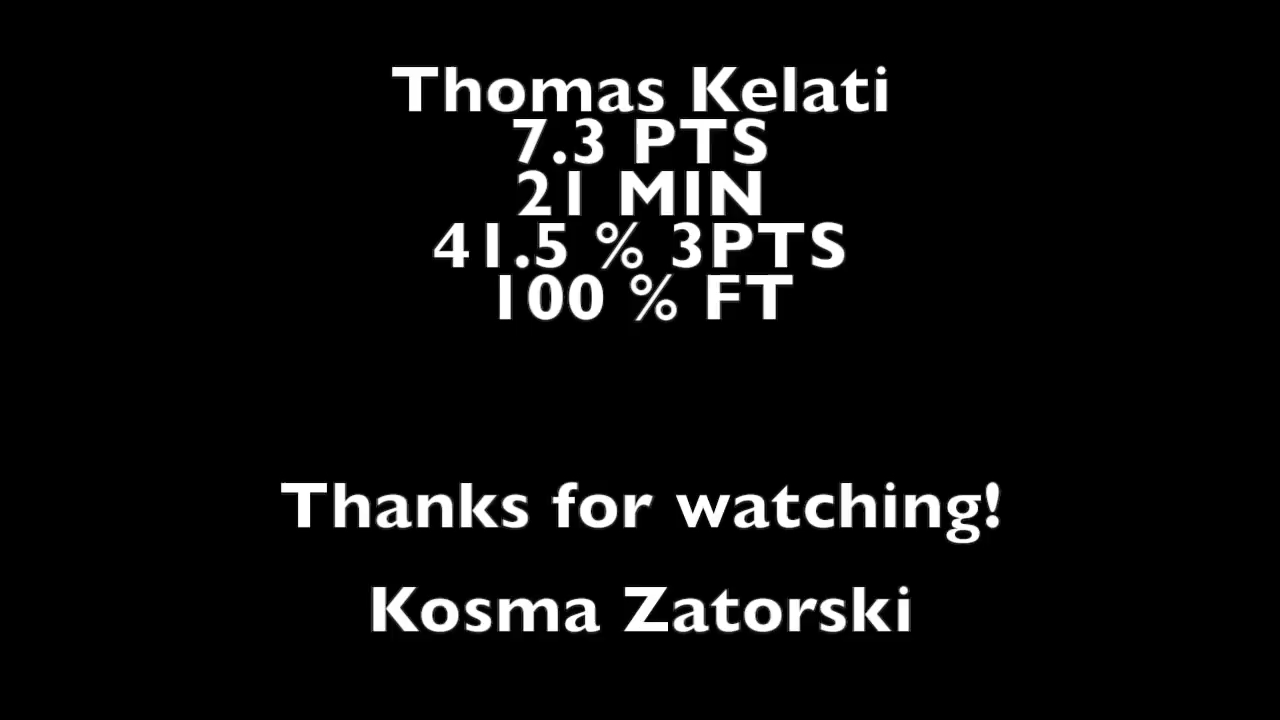 Thomas Kelati
7.3 PTS
21 MIN
41.5 % 3PTS
100 % FT
Thanks for watching!
Kosma Zatorski